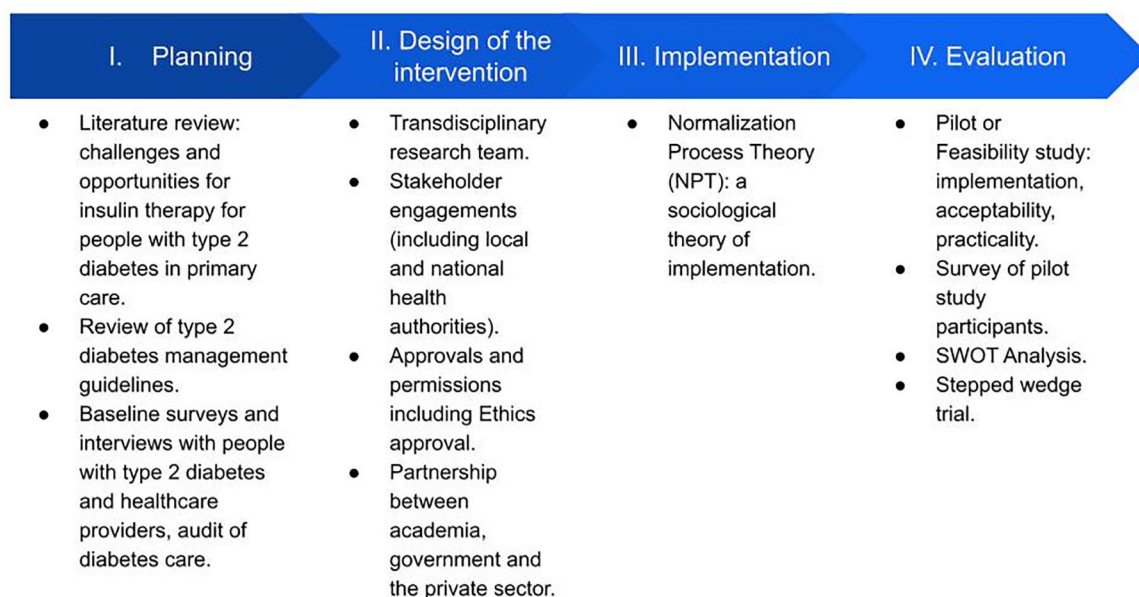 I. Planning
II. Design of the
intervention
III. Implementation
IV. Evaluation
● Literature review:
challenges and
opportunities for
insulin therapy for
people with type 2
diabetes in primary
care.
● Review of type 2
diabetes management
guidelines.
● Baseline surveys and
interviews with people
with type 2 diabetes
and healthcare
providers, audit of
diabetes care.
● Transdisciplinary
research team.
● Stakeholder
engagements
(including local
and national
health
authorities).
● Approvals and
permissions
including Ethics
approval.
● Partnership
between
academia,
government and
the private sector.
● Normalization
Process Theory
(NPT): a
sociological
theory of
implementation.
● Pilot or
Feasibility study:
implementation,
acceptability,
practicality.
● Survey of pilot
study
participants.
● SWOT Analysis.
● Stepped wedge
trial.